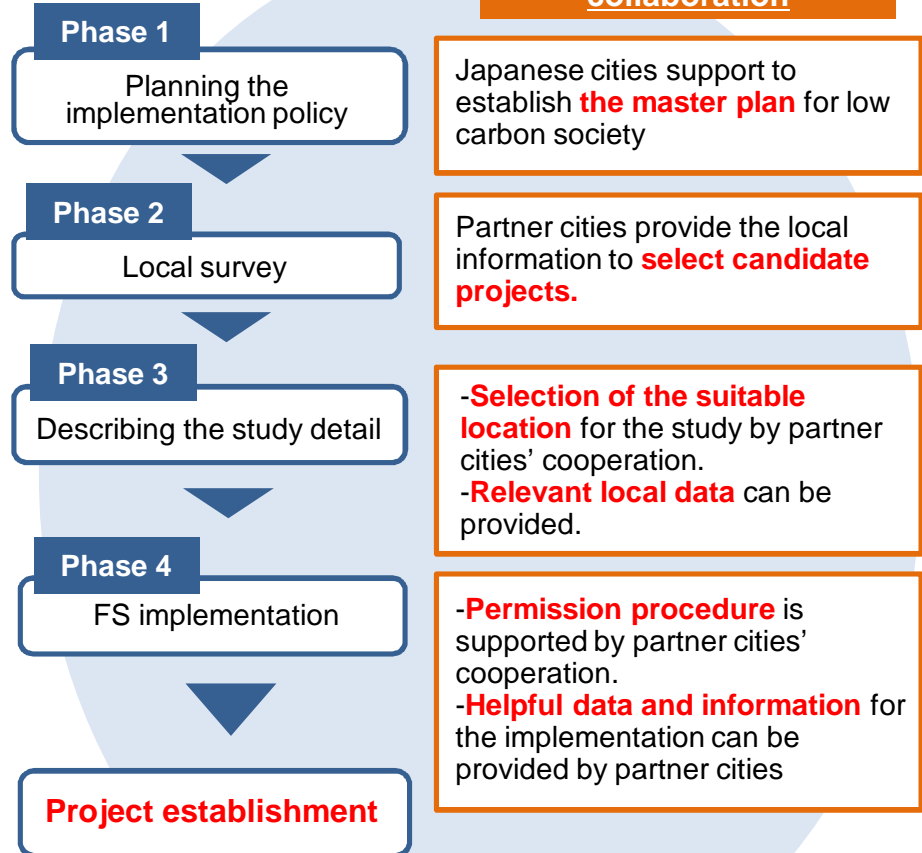 collaboration
Phase 1
Planning the
implementation policy
Japanese cities support to
establish the master plan for low
carbon society
Phase 2
Local survey
Partner cities provide the local
information to select candidate
projects.
Phase 3
Describing the study detail
-Selection of the suitable
location for the study by partner
cities’ cooperation.
-Relevant local data can be
provided.
Phase 4
FS implementation
-Permission procedure is
supported by partner cities’
cooperation.
-Helpful data and information for
the implementation can be
provided by partner cities
Project establishment